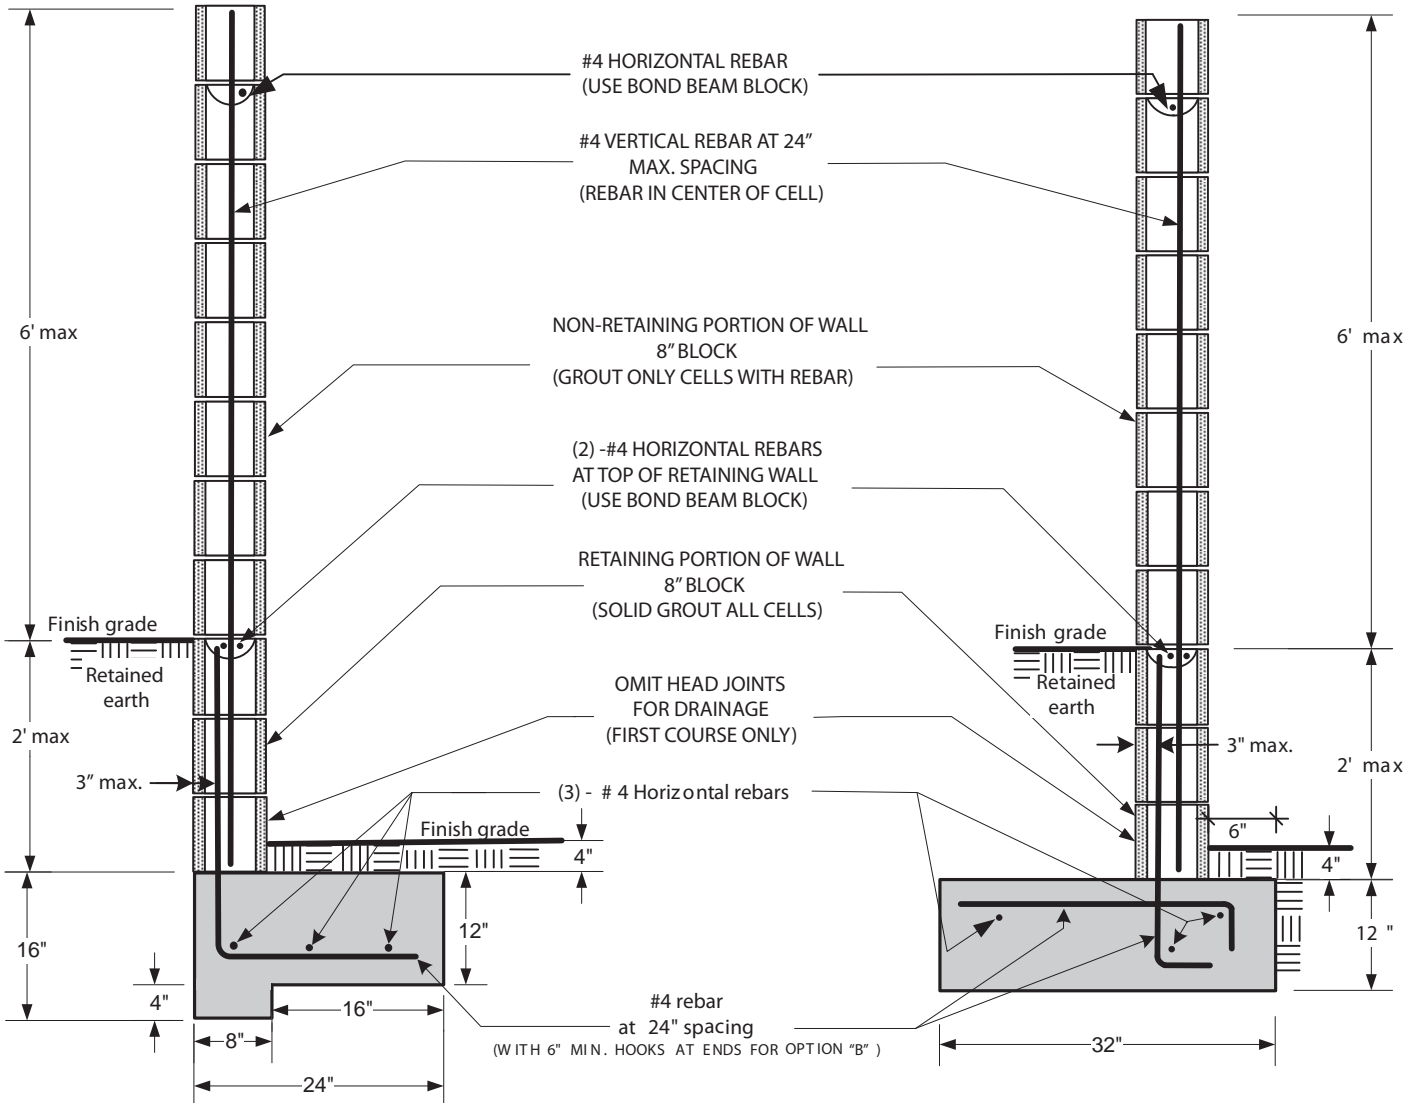 #4 HORIZONTAL REBAR
(USE BOND BEAM BLOCK)
#4 VERTICAL REBAR AT 24"
MAX. SPACING
(REBAR IN CENTER OF CELL)
6' max
6' max
NON-RETAINING PORTION OF WALL
8" BLOCK
(GROUT ONLY CELLS WITH REBAR)
(2) -#4 HORIZONTAL REBARS
AT TOP OF RETAINING WALL
(USE BOND BEAM BLOCK)
RETAINING PORTION OF WALL
8" BLOCK
(SOLID GROUT ALL CELLS)
Finish grade
Retained
earth
Finish grade
Retained
earth
OMIT HEAD JOINTS
FOR DRAINAGE
(FIRST COURSE ONLY)
2' max
3" max.
3" max.
2' max
(3) - # 4 Horizontal rebars
Finish grade
4"
6"
4"
16"
12"
12 "
4"
16"
8"
24"
#4 rebar
at 24" spacing
(WITH 6" MIN. HOOKS AT ENDS FOR OPTION "B" )
32"